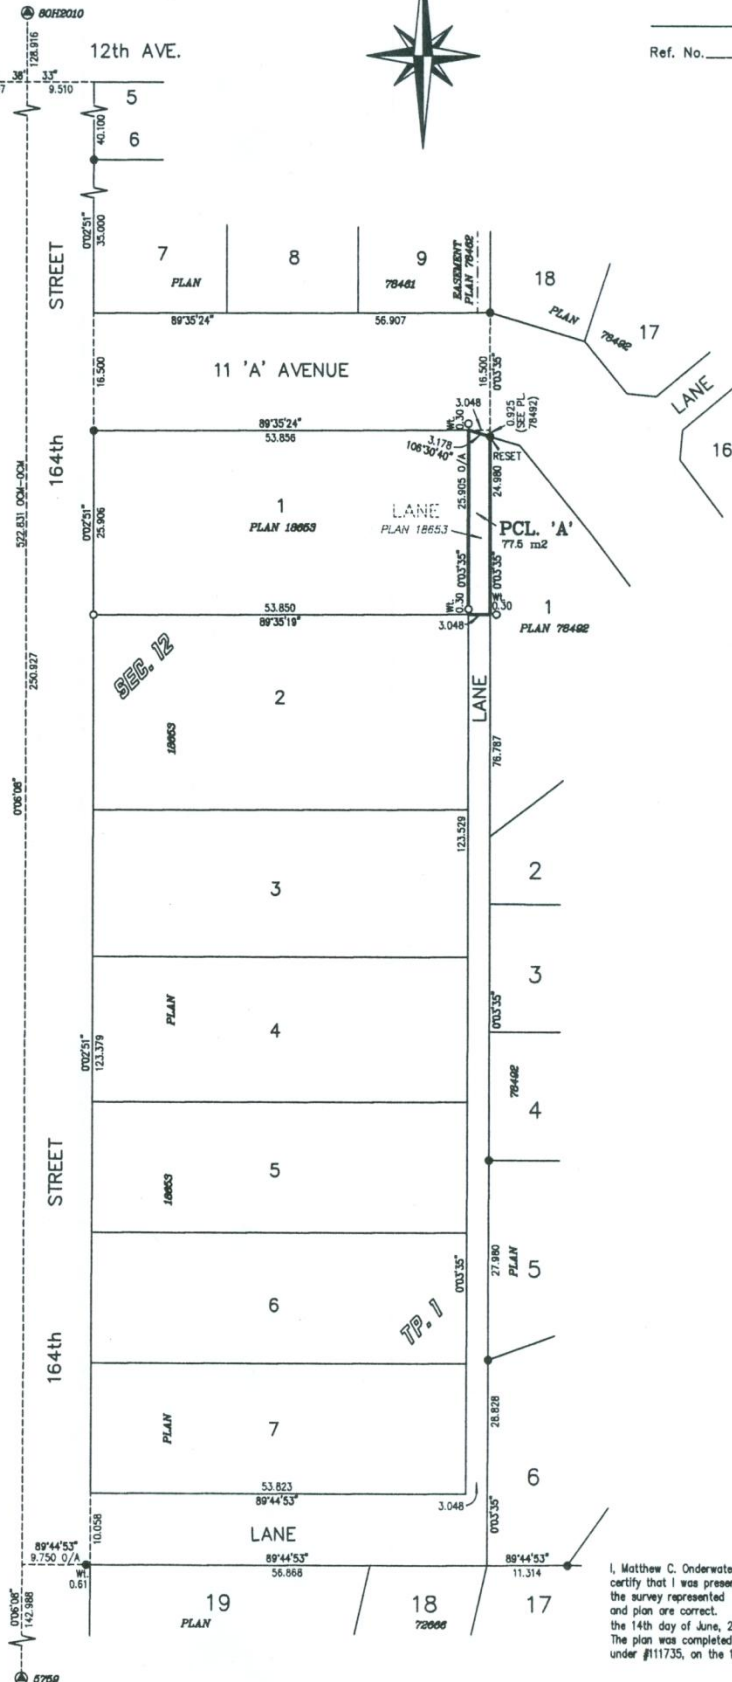 80H2010
128.916
12th AVE.
Ref. No.
7
38' 33"
9.510
5
6
40.100
0°02'51"
35.000
STREET
164th
7
8
9
PLAN
78461
EASEMENT
PLAN 78462
18
PLAN
78492
17
89°35'24"
56.907
16.500
11 'A' AVENUE
16.500
0°03'35"
LANE
16
89°35'24"
53.856
Wt.
0.30
3.048
0.925
(SEE PL.
78492)
3.178
106°30'40"
RESET
522.831 OCM-OCM
0°02'51"
25.906
1
PLAN 18653
25.905 O/A
24.980
LANE
PLAN 18653
PCL. 'A'
77.5 m2
0°03'35"
0°03'35"
Wt.
0.30
Wt.
0.30
53.850
89°35'19"
3.048
1
PLAN 78492
SEC. 12
250.927
2
18653
LANE
76.787
0°06'08"
123.529
2
3
3
PLAN
0°03'35"
4
0°02'51"
123.379
78492
4
STREET
5
18653
27.980
PLAN
5
0°03'35"
6
TP. 1
164th
7
PLAN
28.828
6
53.823
89°44'53"
3.048
10.058
0°03'35"
LANE
89°44'53"
9.750 O/A
89°44'53"
56.868
89°44'53"
11.314
Wt.
0.61
0°06'08"
142.988
19
PLAN
18
72666
17
5759
I, Matthew C. Onderwate
certify that I was prese
the survey represented
and plan are correct.
the 14th day of June, 2
The plan was completed
under #111735, on the 1